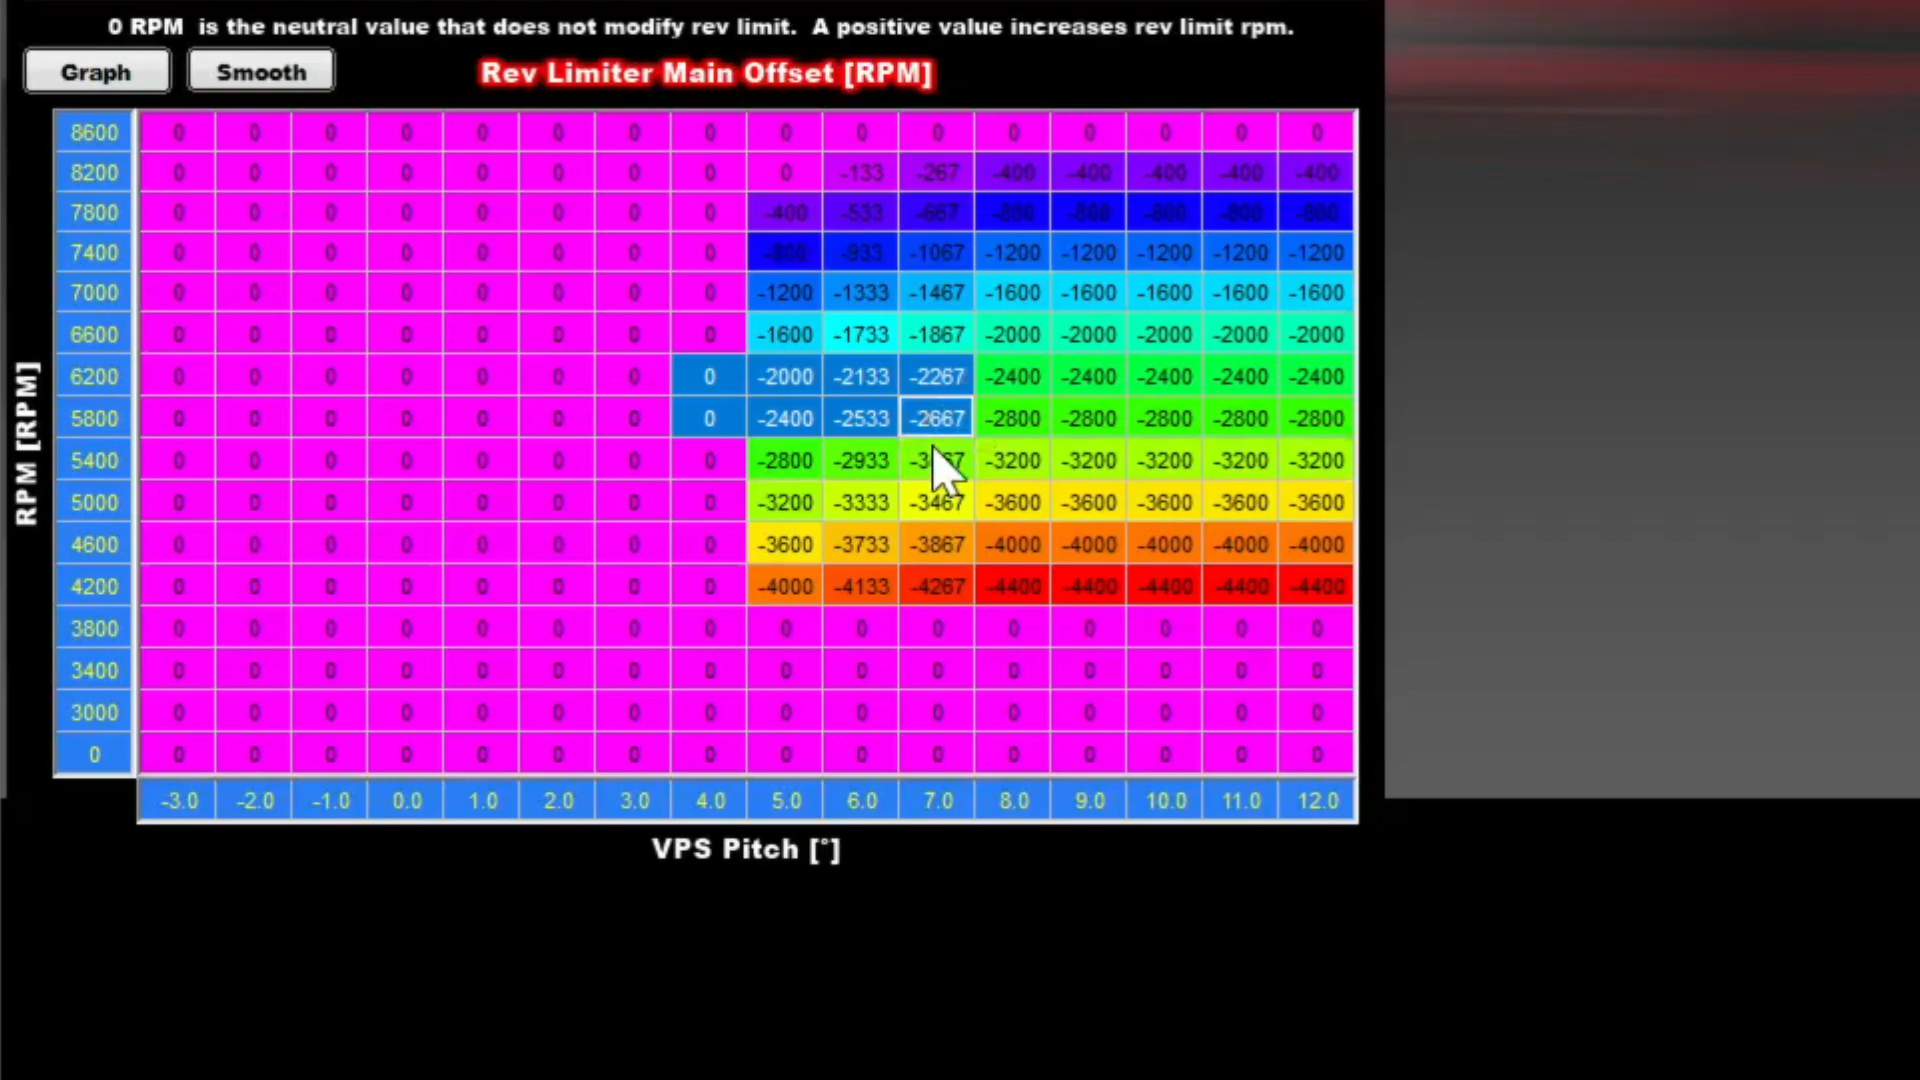 0 RPM is the neutral value that does not modify rev limit. A positive value increases rev limit rpm.
Graph Smooth Rev Limiter Main Offset [RPM]
8600 0 0 0 0 0 0 0 0 0 0 0 0 0 0 0 0
8200 0 0 0 0 0 0 0 0 0 -133 -267 -400 -400 -400 -400 -400
7800 0 0 0 0 0 0 0 0 -400 -533 -667 -800 -800 -800 -800 -800
7400 0 0 0 0 0 0 0 0 -800 -933 -1067 -1200 -1200 -1200 -1200 -1200
7000 0 0 0 0 0 0 0 0 -1200 -1333 -1467 -1600 -1600 -1600 -1600 -1600
6600 0 0 0 0 0 0 0 0 -1600 -1733 -1867 -2000 -2000 -2000 -2000 -2000
6200 0 0 0 0 0 0 0 0 -2000 -2133 -2267 -2400 -2400 -2400 -2400 -2400
5800 0 0 0 0 0 0 0 0 -2400 -2533 -2667 -2800 -2800 -2800 -2800 -2800
5400 0 0 0 0 0 0 0 0 -2800 -2933 -3200 -3200 -3200 -3200 -3200
5000 0 0 0 0 0 0 0 0 -3200 -3333 -3467 -3600 -3600 -3600 -3600 -3600
4600 0 0 0 0 0 0 0 0 -3600 -3733 -3867 -4000 -4000 -4000 -4000 -4000
4200 0 0 0 0 0 0 0 0 -4000 -4133 -4267 -4400 -4400 -4400 -4400 -4400
3800 0 0 0 0 0 0 0 0 0 0 0 0 0 0 0 0
3400 0 0 0 0 0 0 0 0 0 0 0 0 0 0 0 0
3000 0 0 0 0 0 0 0 0 0 0 0 0 0 0 0 0
0 0 0 0 0 0 0 0 0 0 0 0 0 0 0 0 0
RPM [RPM]
-3.0 -2.0 -1.0 0.0 1.0 2.0 3.0 4.0 5.0 6.0 7.0 8.0 9.0 10.0 11.0 12.0
VPS Pitch [°]